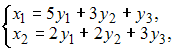 x₁ = 5y₁ + 3y₂ + y₃,
x₂ = 2y₁ + 2y₂ + 3y₃,